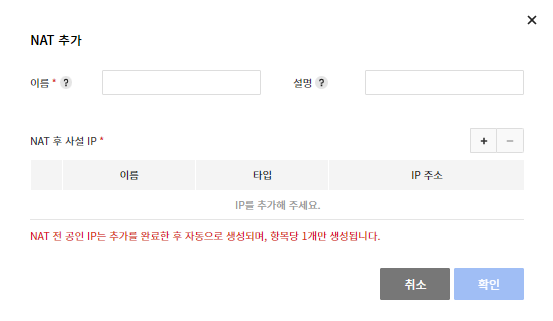 NAT 추가
이름 * ?
설명 ?
NAT 후 사설 IP *
이름 타입 IP 주소
IP를 추가해 주세요.
NAT 전 공인 IP는 추가를 완료한 후 자동으로 생성되며, 항목당 1개만 생성됩니다.
취소 확인